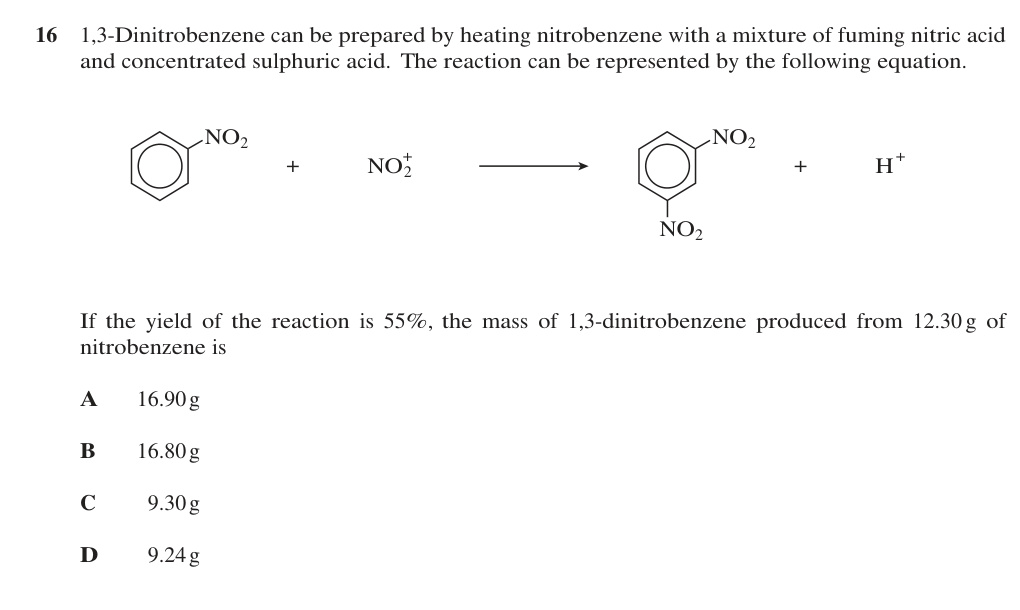 16 1,3-Dinitrobenzene can be prepared by heating nitrobenzene with a mixture of fuming nitric acid
and concentrated sulphuric acid. The reaction can be represented by the following equation.
NO₂ + NO₂⁺ ⟶ NO₂ + H⁺
NO₂
If the yield of the reaction is 55%, the mass of 1,3-dinitrobenzene produced from 12.30 g of
nitrobenzene is
A 16.90 g
B 16.80 g
C 9.30 g
D 9.24 g